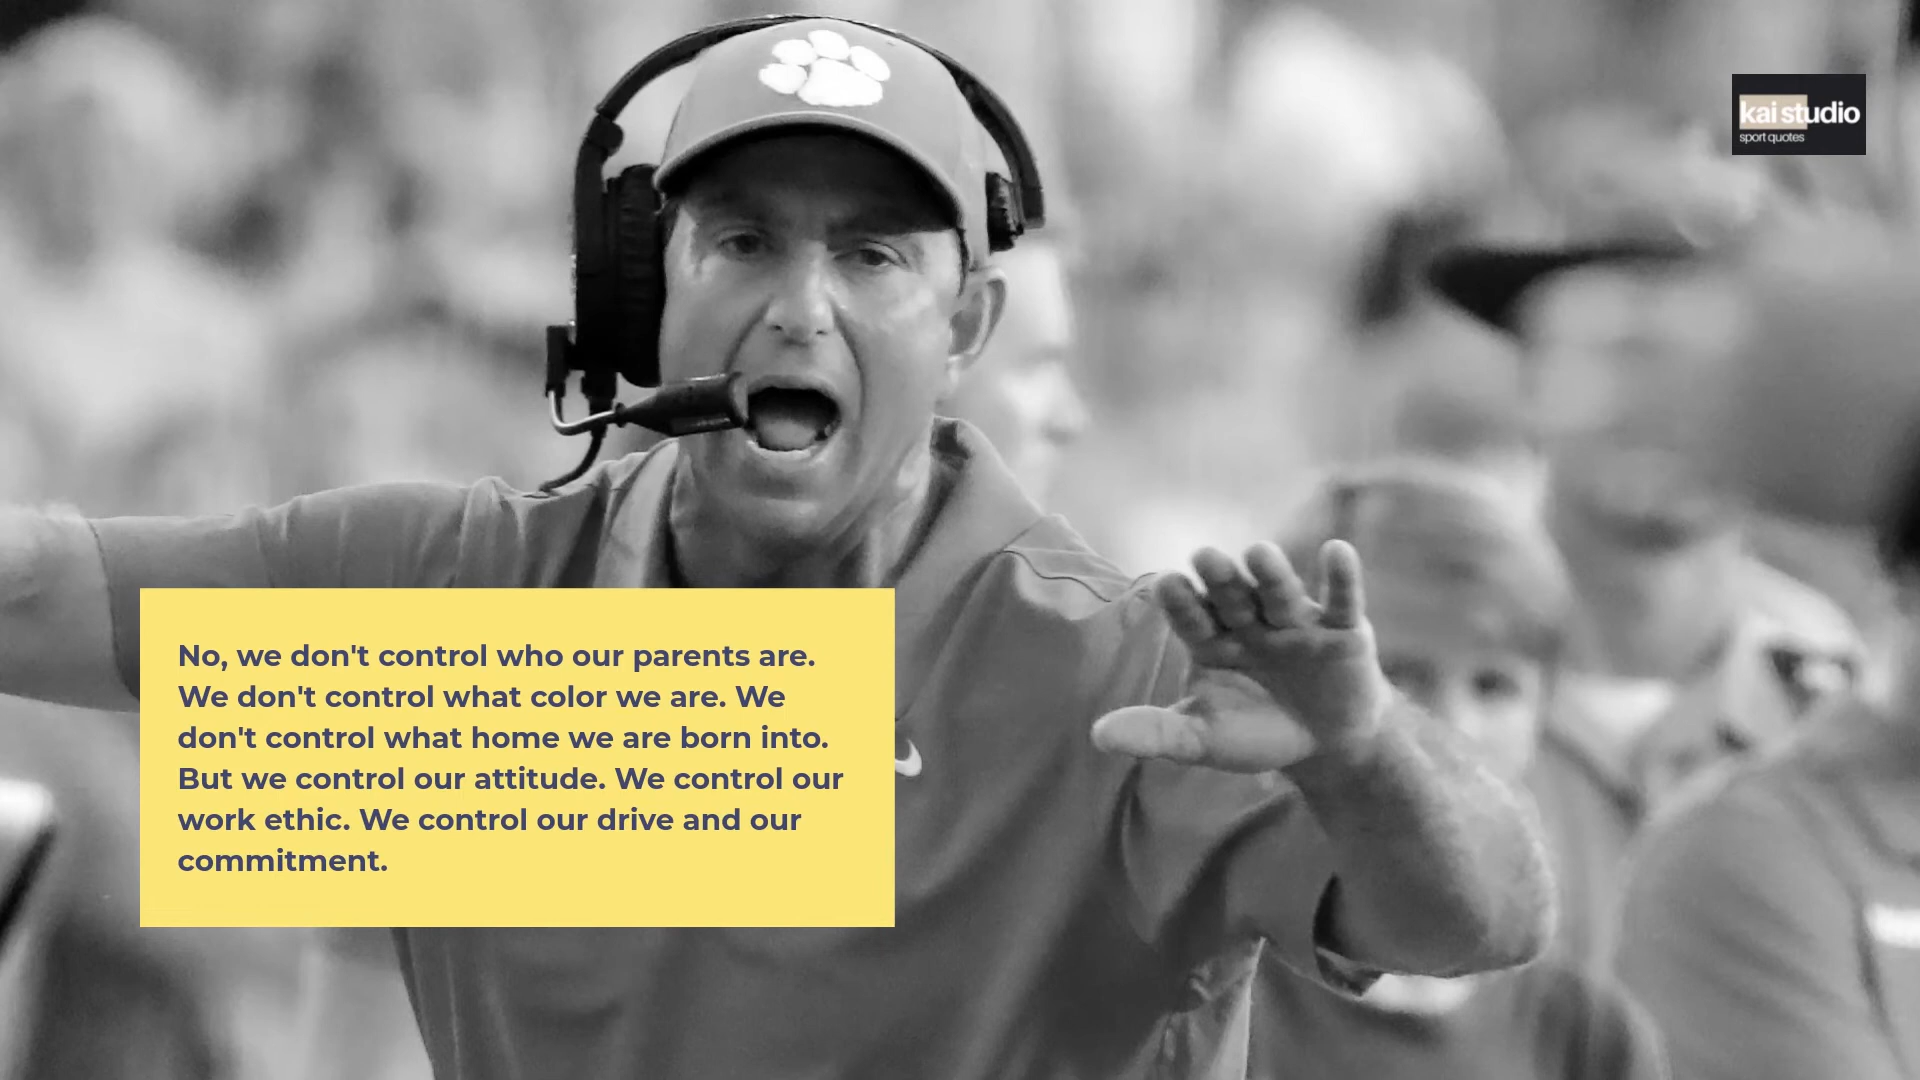 kai studio
sport quotes
No, we don't control who our parents are.
We don't control what color we are. We
don't control what home we are born into.
But we control our attitude. We control our
work ethic. We control our drive and our
commitment.